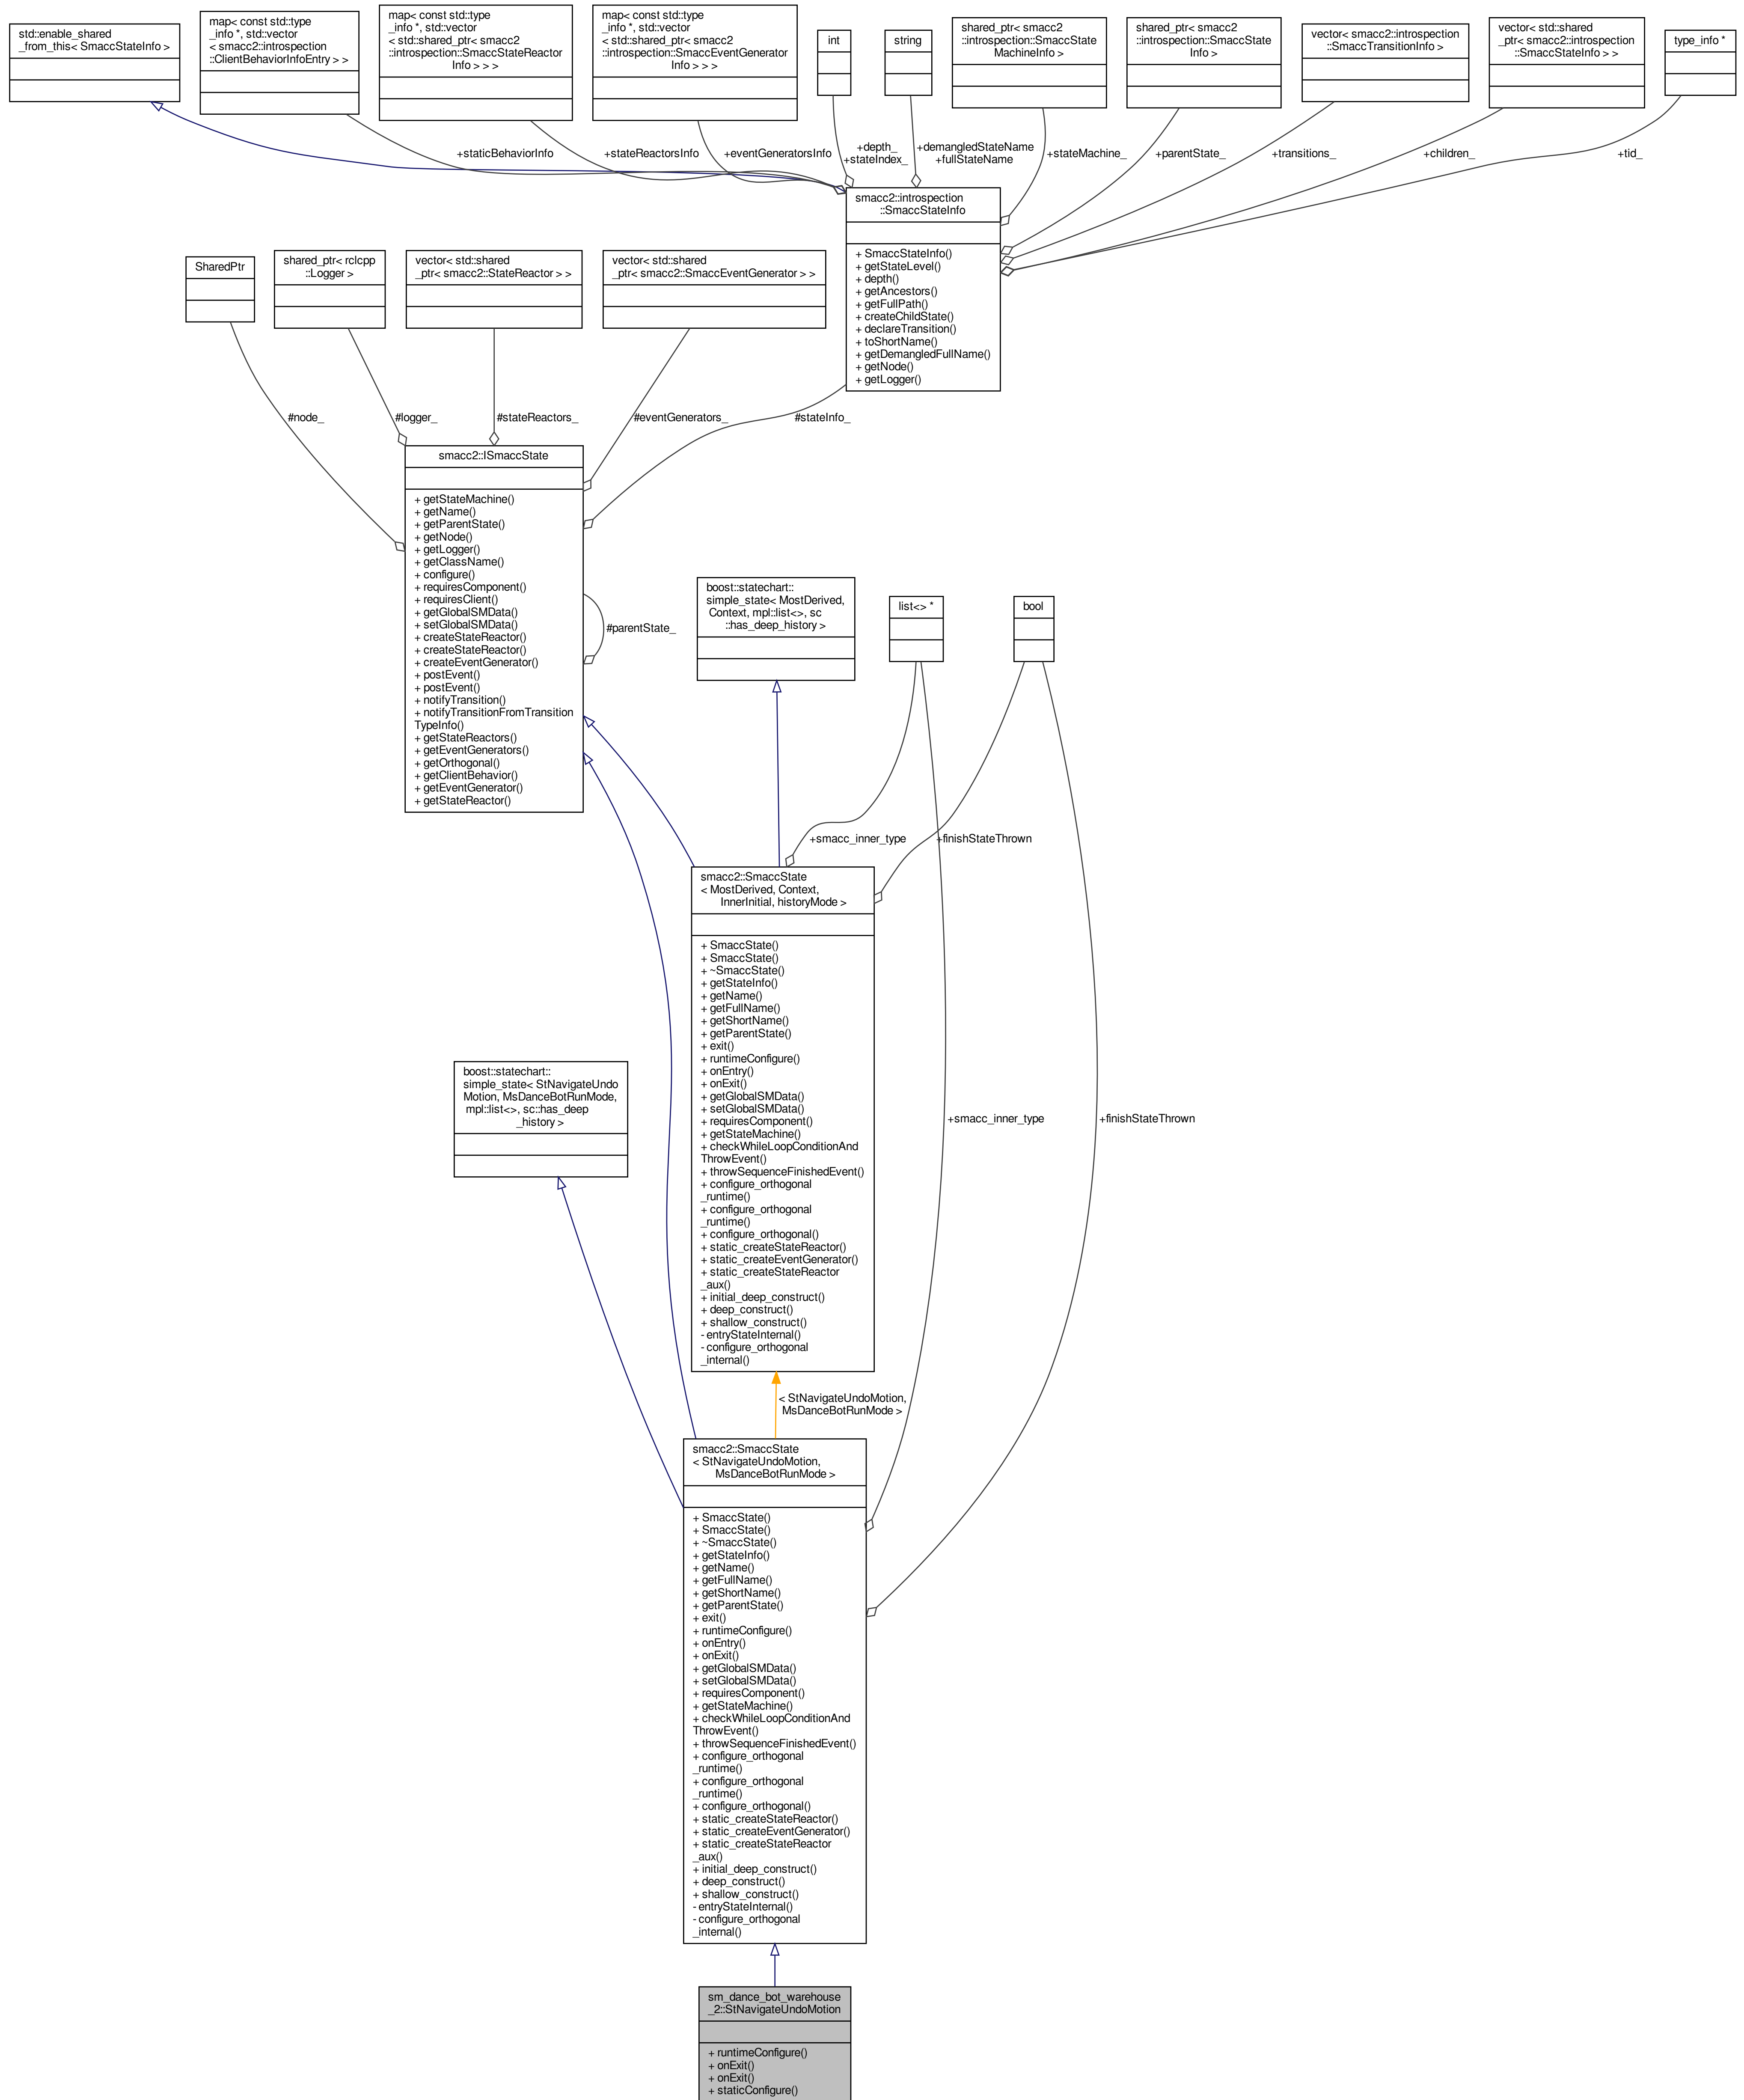 std::enable_shared
_from_this< SmaccStateInfo >
map< const std::type
_info *, std::vector
< smacc2::introspection
::ClientBehaviorInfoEntry > >
map< const std::type
_info *, std::vector
< std::shared_ptr< smacc2
::introspection::SmaccStateReactor
Info > > >
map< const std::type
_info *, std::vector
< std::shared_ptr< smacc2
::introspection::SmaccEventGenerator
Info > > >
int
string
shared_ptr< smacc2
::introspection::SmaccState
MachineInfo >
shared_ptr< smacc2
::introspection::SmaccState
Info >
vector< smacc2::introspection
::SmaccTransitionInfo >
vector< std::shared
_ptr< smacc2::introspection
::SmaccStateInfo > >
type_info *
+staticBehaviorInfo
+stateReactorsInfo
+eventGeneratorsInfo
+depth_
+stateIndex_
+demangledStateName
+fullStateName
+stateMachine_
+parentState_
+transitions_
+children_
+tid_
smacc2::introspection
::SmaccStateInfo
+ SmaccStateInfo()
+ getStateLevel()
+ depth()
+ getAncestors()
+ getFullPath()
+ createChildState()
+ declareTransition()
+ toShortName()
+ getDemangledFullName()
+ getNode()
+ getLogger()
SharedPtr
shared_ptr< rclcpp
::Logger >
vector< std::shared
_ptr< smacc2::StateReactor > >
vector< std::shared
_ptr< smacc2::SmaccEventGenerator > >
#node_
#logger_
#stateReactors_
#eventGenerators_
#stateInfo_
smacc2::ISmaccState
+ getStateMachine()
+ getName()
+ getParentState()
+ getNode()
+ getLogger()
+ getClassName()
+ configure()
+ requiresComponent()
+ requiresClient()
+ getGlobalSMData()
+ setGlobalSMData()
+ createStateReactor()
+ createStateReactor()
+ createEventGenerator()
+ postEvent()
+ postEvent()
+ notifyTransition()
+ notifyTransitionFromTransition
TypeInfo()
+ getStateReactors()
+ getEventGenerators()
+ getOrthogonal()
+ getClientBehavior()
+ getEventGenerator()
+ getStateReactor()
#parentState_
boost::statechart::
simple_state< MostDerived,
Context, mpl::list<>, sc
::has_deep_history >
list<> *
bool
+smacc_inner_type
+finishStateThrown
smacc2::SmaccState
< MostDerived, Context,
InnerInitial, historyMode >
+ SmaccState()
+ SmaccState()
+ ~SmaccState()
+ getStateInfo()
+ getName()
+ getFullName()
+ getShortName()
+ getParentState()
+ exit()
+ runtimeConfigure()
+ onEntry()
+ onExit()
+ getGlobalSMData()
+ setGlobalSMData()
+ requiresComponent()
+ getStateMachine()
+ checkWhileLoopConditionAnd
ThrowEvent()
+ throwSequenceFinishedEvent()
+ configure_orthogonal
_runtime()
+ configure_orthogonal
_runtime()
+ configure_orthogonal()
+ static_createStateReactor()
+ static_createEventGenerator()
+ static_createStateReactor
_aux()
+ initial_deep_construct()
+ deep_construct()
+ shallow_construct()
- entryStateInternal()
- configure_orthogonal
_internal()
boost::statechart::
simple_state< StNavigateUndo
Motion, MsDanceBotRunMode,
mpl::list<>, sc::has_deep
_history >
+smacc_inner_type
+finishStateThrown
< StNavigateUndoMotion,
MsDanceBotRunMode >
smacc2::SmaccState
< StNavigateUndoMotion,
MsDanceBotRunMode >
+ SmaccState()
+ SmaccState()
+ ~SmaccState()
+ getStateInfo()
+ getName()
+ getFullName()
+ getShortName()
+ getParentState()
+ exit()
+ runtimeConfigure()
+ onEntry()
+ onExit()
+ getGlobalSMData()
+ setGlobalSMData()
+ requiresComponent()
+ getStateMachine()
+ checkWhileLoopConditionAnd
ThrowEvent()
+ throwSequenceFinishedEvent()
+ configure_orthogonal
_runtime()
+ configure_orthogonal
_runtime()
+ configure_orthogonal()
+ static_createStateReactor()
+ static_createEventGenerator()
+ static_createStateReactor
_aux()
+ initial_deep_construct()
+ deep_construct()
+ shallow_construct()
- entryStateInternal()
- configure_orthogonal
_internal()
sm_dance_bot_warehouse
_2::StNavigateUndoMotion
+ runtimeConfigure()
+ onExit()
+ onExit()
+ staticConfigure()